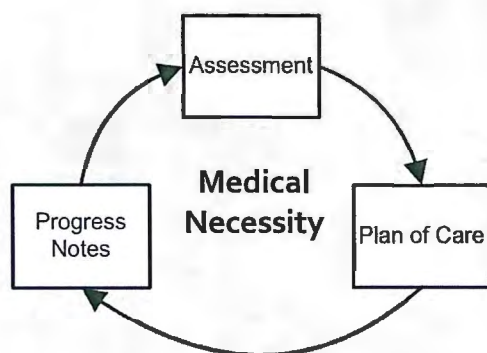 Assessment
Medical
Necessity
Progress
Notes
Plan of Care